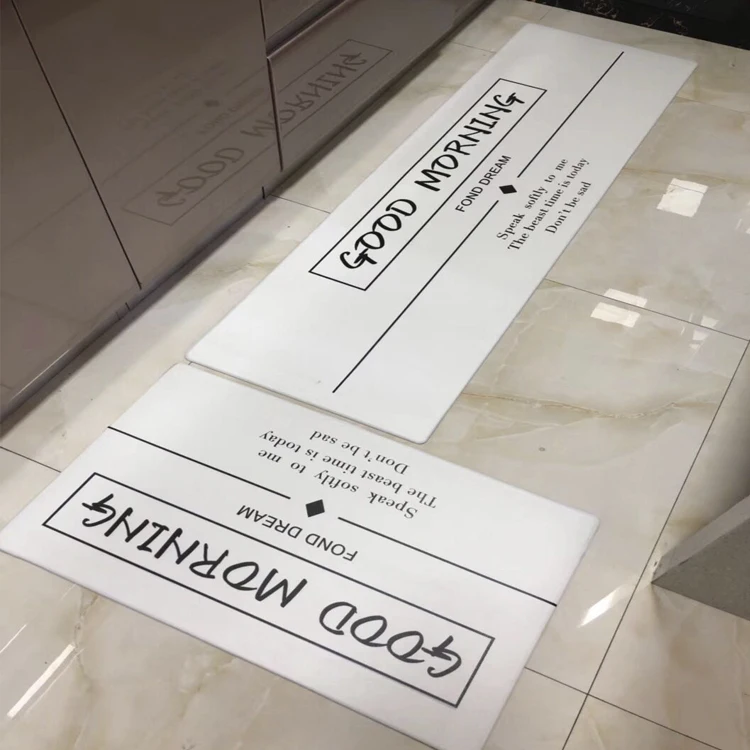 GOOD MORNING
FOND DREAM
Speak softly to me
The beast time is today
Don't be sad
GOOD MORNING
FOND DREAM
Speak softly to me
The beast time is today
Don't be sad